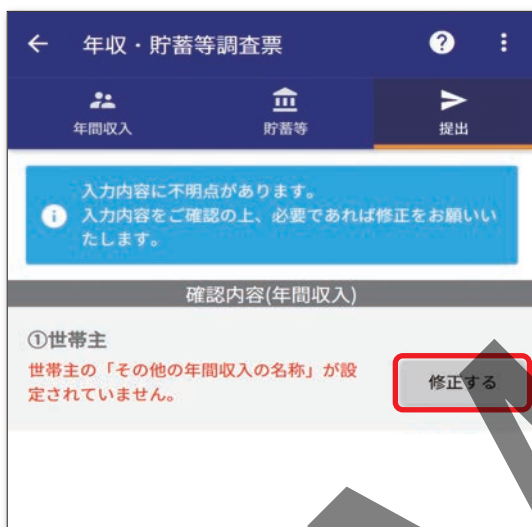 年収・貯蓄等調査票
年間収入
貯蓄等
提出
入力内容に不明点があります。
入力内容をご確認の上、必要であれば修正をお願いい
たします。
確認内容(年間収入)
①世帯主
世帯主の「その他の年間収入の名称」が設
定されていません。
修正する